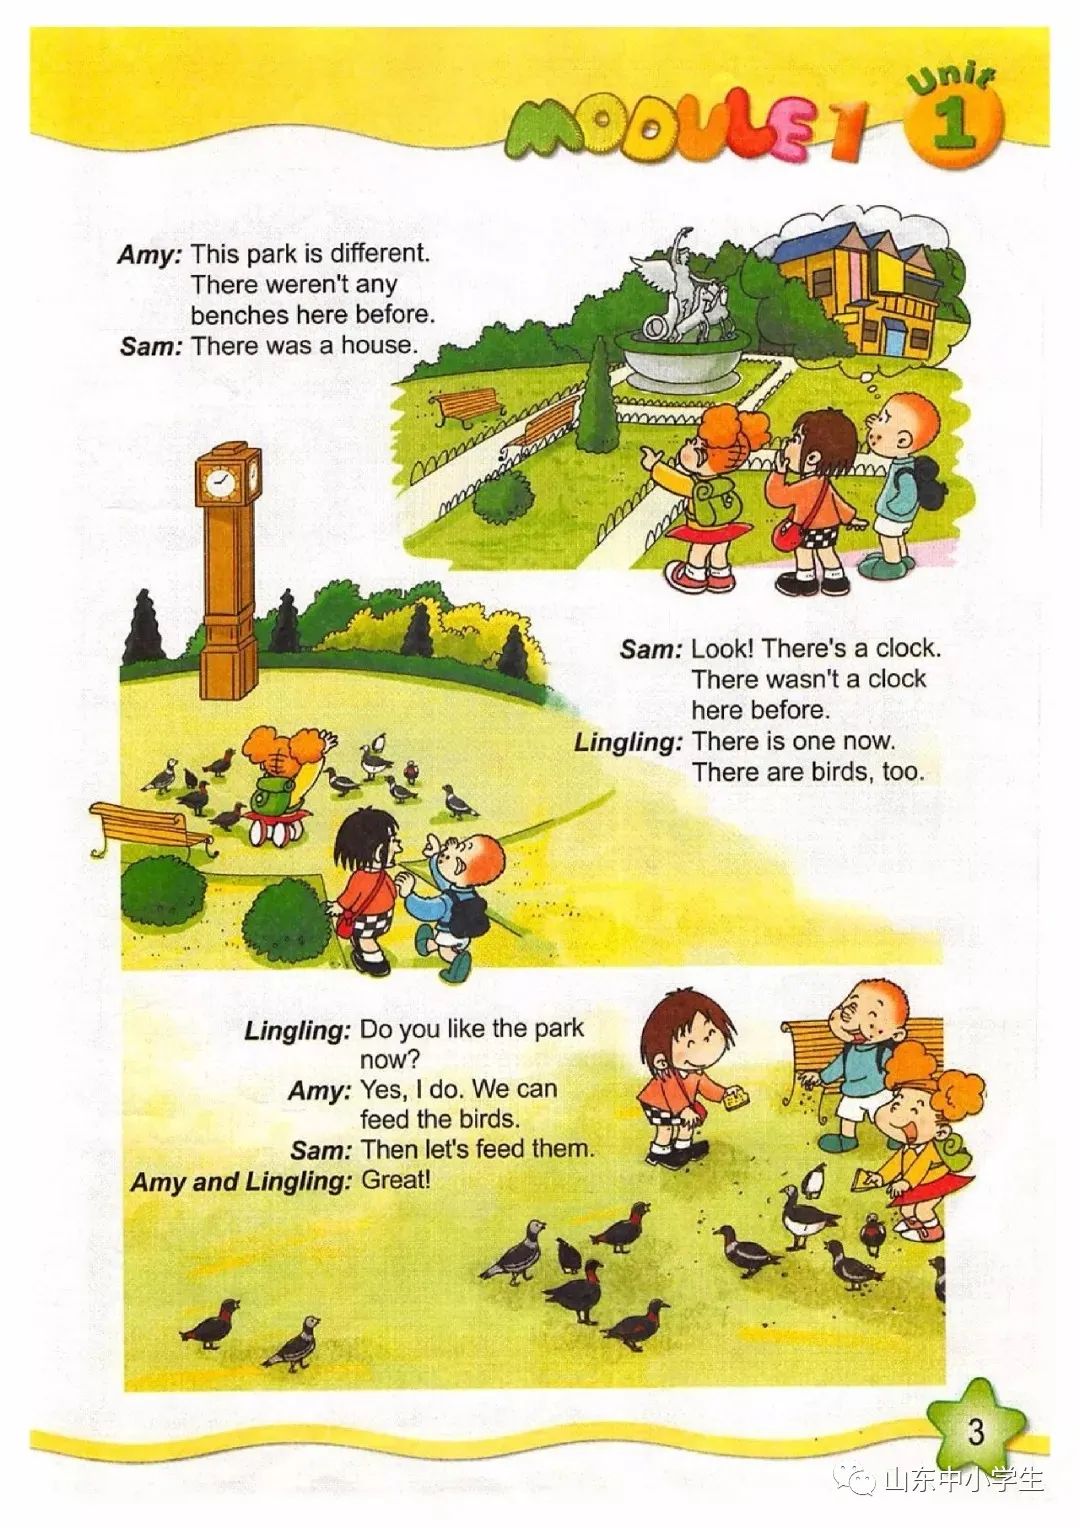 MODULE 1 Unit 1
Amy: This park is different.
There weren't any
benches here before.
Sam: There was a house.
Sam: Look! There's a clock.
There wasn't a clock
here before.
Lingling: There is one now.
There are birds, too.
Lingling: Do you like the park
now?
Amy: Yes, I do. We can
feed the birds.
Sam: Then let's feed them.
Amy and Lingling: Great!
3
山东中小学生